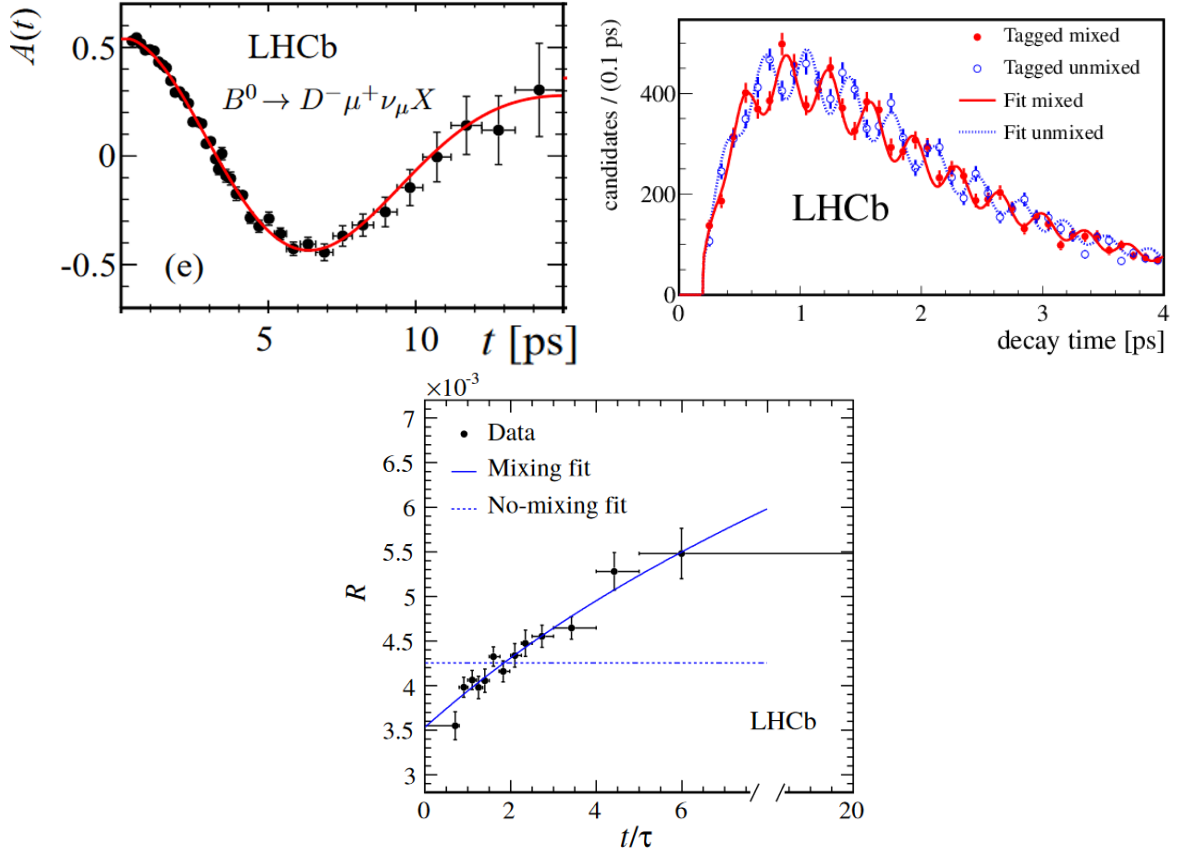 A(t)
0.5
0
-0.5
LHCb
B⁰ → D⁻μ⁺ν_μX
(e)
5
10
t [ps]
candidates / (0.1 ps)
400
200
0
Tagged mixed
Tagged unmixed
Fit mixed
Fit unmixed
LHCb
0
1
2
3
4
decay time [ps]
×10⁻³
R
7
6.5
6
5.5
5
4.5
4
3.5
3
Data
Mixing fit
No-mixing fit
LHCb
0
2
4
6
20
t/τ